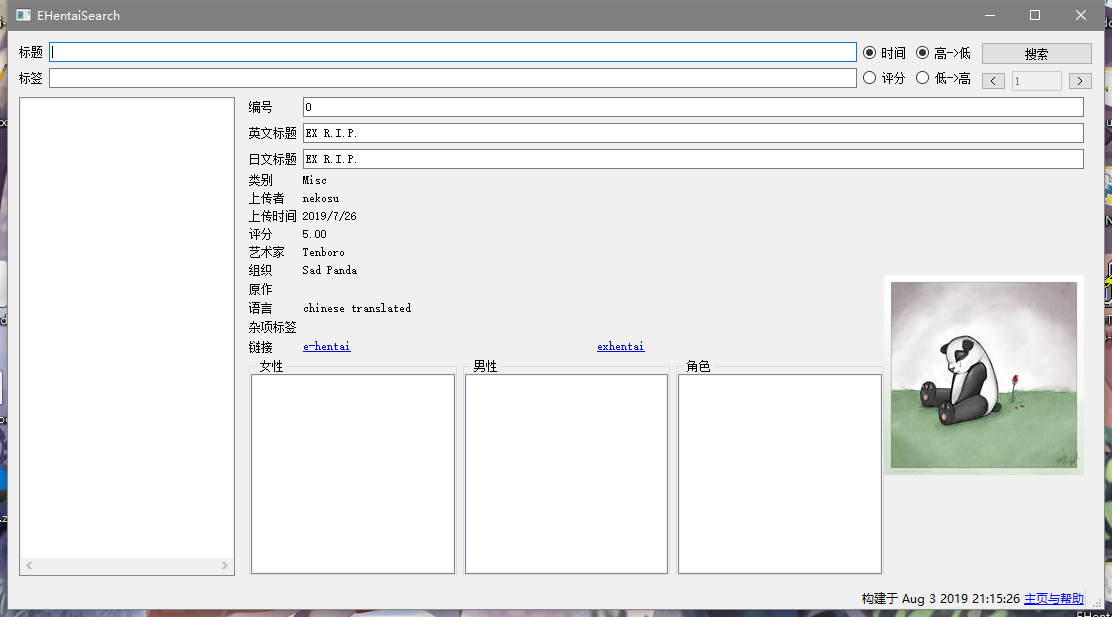 EHentaiSearch
标题 时间 高->低 搜索
标签 评分 低->高 < 1 >
编号 0
英文标题 EX R.I.P.
日文标题 EX R.I.P.
类别 Misc
上传者 nekosu
上传时间 2019/7/26
评分 5.00
艺术家 Tenboro
组织 Sad Panda
原作
语言 chinese translated
杂项标签
链接 e-hentai exhentai
女性 男性 角色
构建于 Aug 3 2019 21:15:26 主页与帮助